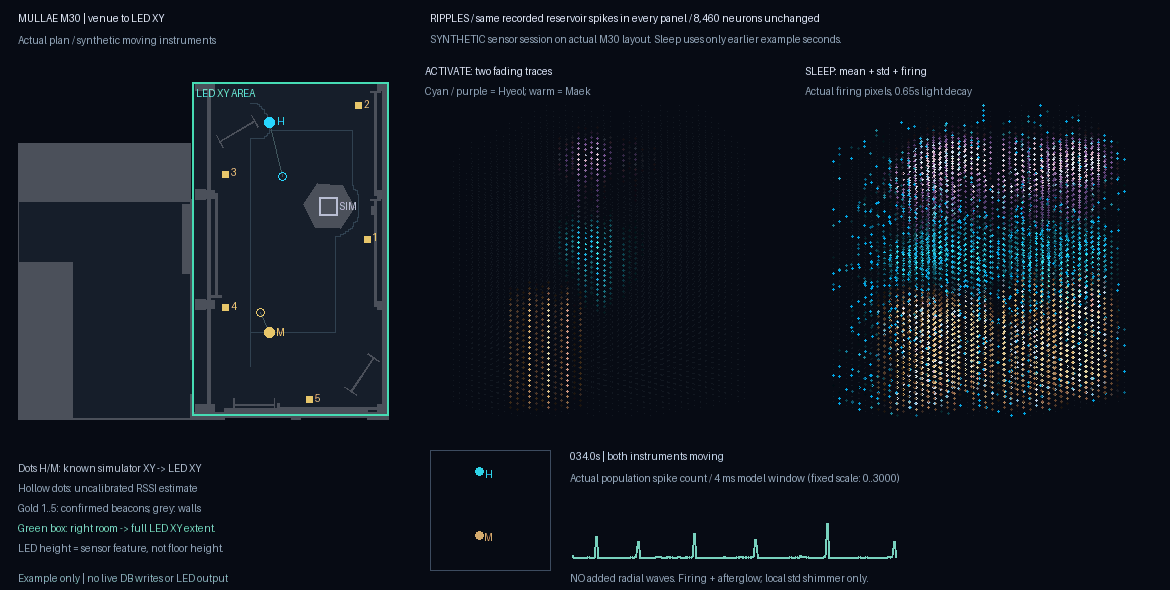 MULLAE M30 | venue to LED XY
Actual plan / synthetic moving instruments
RIPPLES / same recorded reservoir spikes in every panel / 8,460 neurons unchanged
SYNTHETIC sensor session on actual M30 layout. Sleep uses only earlier example seconds.
ACTIVATE: two fading traces
Cyan / purple = Hyeol; warm = Maek
SLEEP: mean + std + firing
Actual firing pixels, 0.65s light decay
LED XY AREA
2
H
3
SIM
1
4
M
5
Dots H/M: known simulator XY -> LED XY
Hollow dots: uncalibrated RSSI estimate
Gold 1..5: confirmed beacons; grey: walls
Green box: right room -> full LED XY extent.
LED height = sensor feature, not floor height.
Example only | no live DB writes or LED output
H
M
034.0s | both instruments moving
Actual population spike count / 4 ms model window (fixed scale: 0..3000)
NO added radial waves. Firing + afterglow; local std shimmer only.